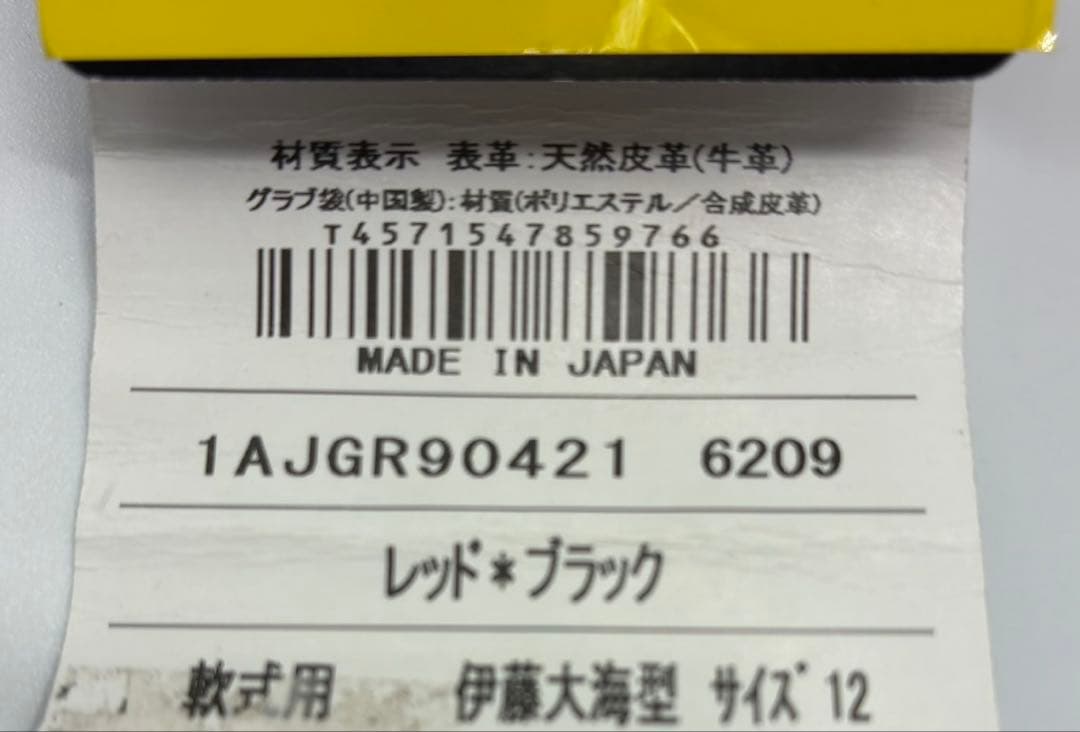 材質表示 表革:天然皮革(牛革)
グラブ袋(中国製):材質(ポリエステル/合成皮革)
T4571547859766
MADE IN JAPAN
1AJGR90421 6209
レッド*ブラック
軟式用 伊藤大海型 サイズ12